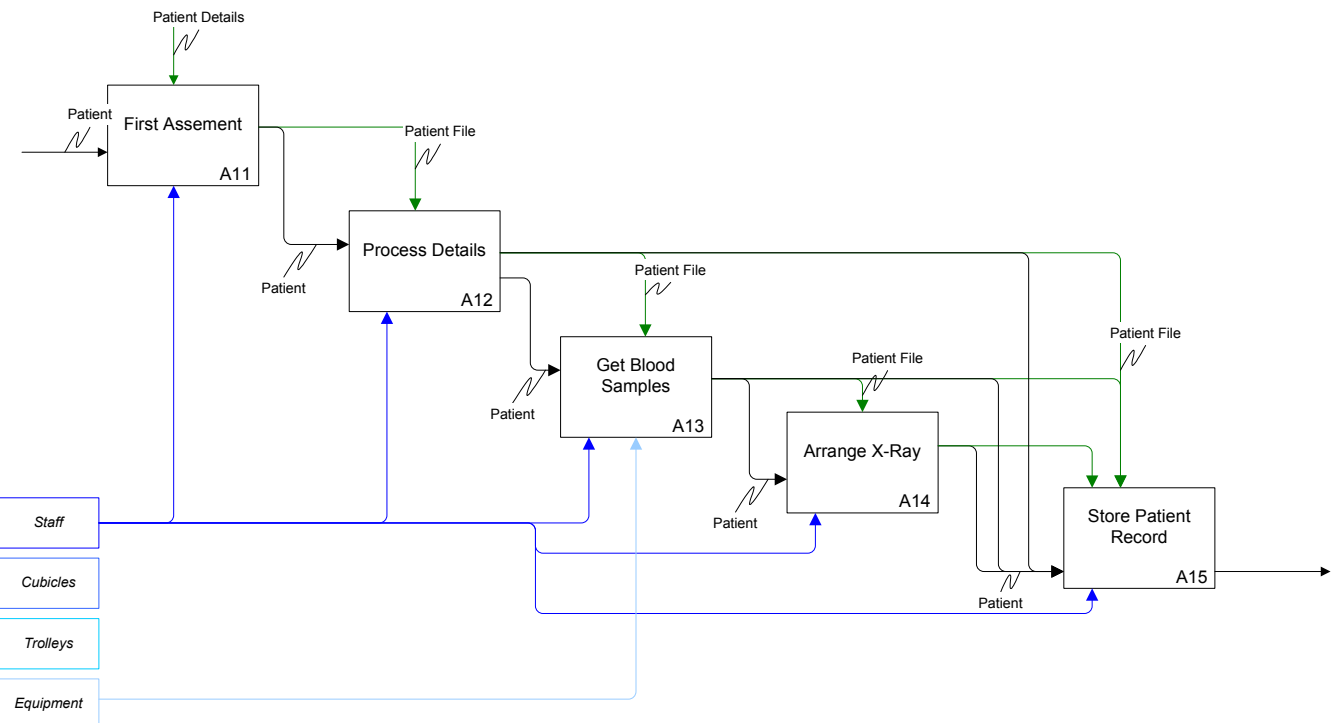 Patient Details
Patient
First Assement
A11
Patient File
Process Details
A12
Patient
Patient File
Get Blood
Samples
A13
Patient
Patient File
Patient File
Arrange X-Ray
A14
Patient
Store Patient
Record
A15
Patient
Staff
Cubicles
Trolleys
Equipment